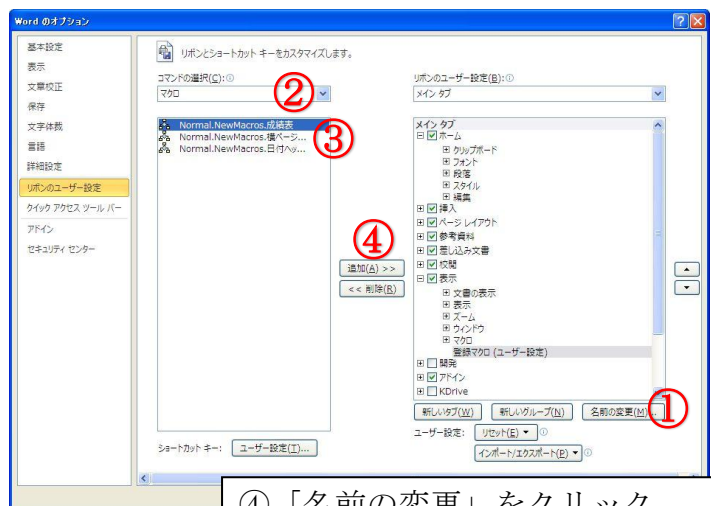 Word のオプション
基本設定
表示
文章校正
保存
文字体裁
言語
詳細設定
リボンのユーザー設定
クイック アクセス ツール バー
アドイン
セキュリティ センター
リボンとショートカット キーをカスタマイズします。
コマンドの選択(C):
マクロ
②
Normal.NewMacros.成績表
Normal.NewMacros.横ページ...
Normal.NewMacros.日付ヘッ...
③
④
追加(A) >>
<< 削除(R)
ショートカット キー: ユーザー設定(T)...
リボンのユーザー設定(B):
メイン タブ
メイン タブ
ホーム
クリップボード
フォント
段落
スタイル
編集
挿入
ページ レイアウト
参考資料
差し込み文書
校閲
表示
文書の表示
表示
ズーム
ウィンドウ
マクロ
登録マクロ (ユーザー設定)
開発
アドイン
KDrive
新しいタブ(W) 新しいグループ(N) 名前の変更(M)...
①
ユーザー設定: リセット(E)
インポート/エクスポート(P)
④「名前の変更」をクリック